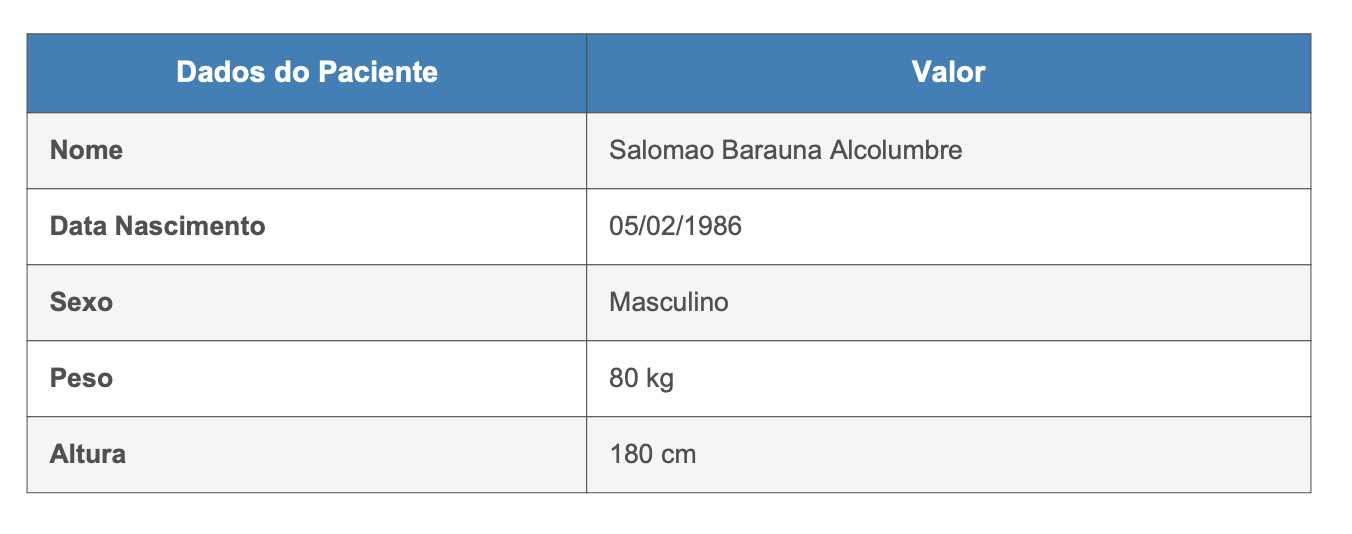 Dados do Paciente Valor
Nome Salomao Barauna Alcolumbre
Data Nascimento 05/02/1986
Sexo Masculino
Peso 80 kg
Altura 180 cm